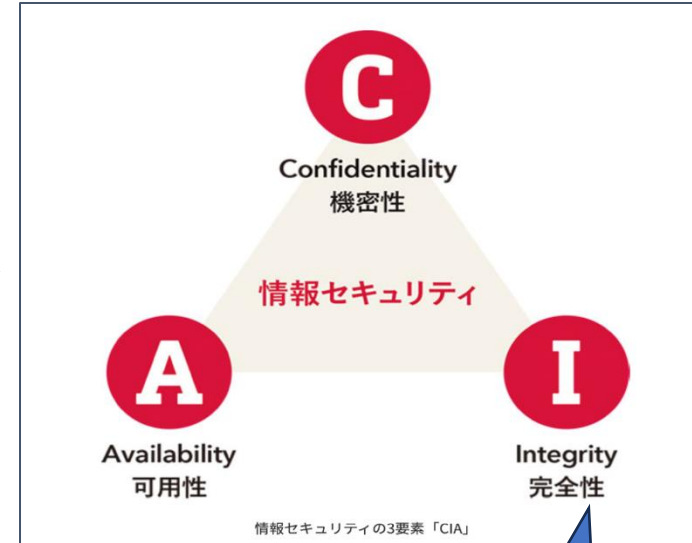 C
Confidentiality
機密性
情報セキュリティ
A
Availability
可用性
I
Integrity
完全性
情報セキュリティの3要素「CIA」